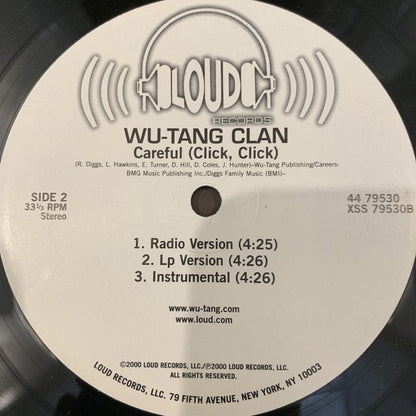 LOUD
RECORDS
WU-TANG CLAN
Careful (Click, Click)
(R. Diggs, L. Hawkins, E. Turner, D. Hill, D. Coles, J. Hunter)-Wu-Tang Publishing/Careers-
BMG Music Publishing Inc./Diggs Family Music (BMI)–
SIDE 2
33⅓ RPM
Stereo
44 79530
XSS 79530B
1. Radio Version (4:25)
2. Lp Version (4:26)
3. Instrumental (4:26)
www.wu-tang.com
www.loud.com
©2000 LOUD RECORDS, LLC./℗2000 LOUD RECORDS, LLC.
ALL RIGHTS RESERVED.
LOUD RECORDS, LLC. 79 FIFTH AVENUE, NEW YORK, NY 10003